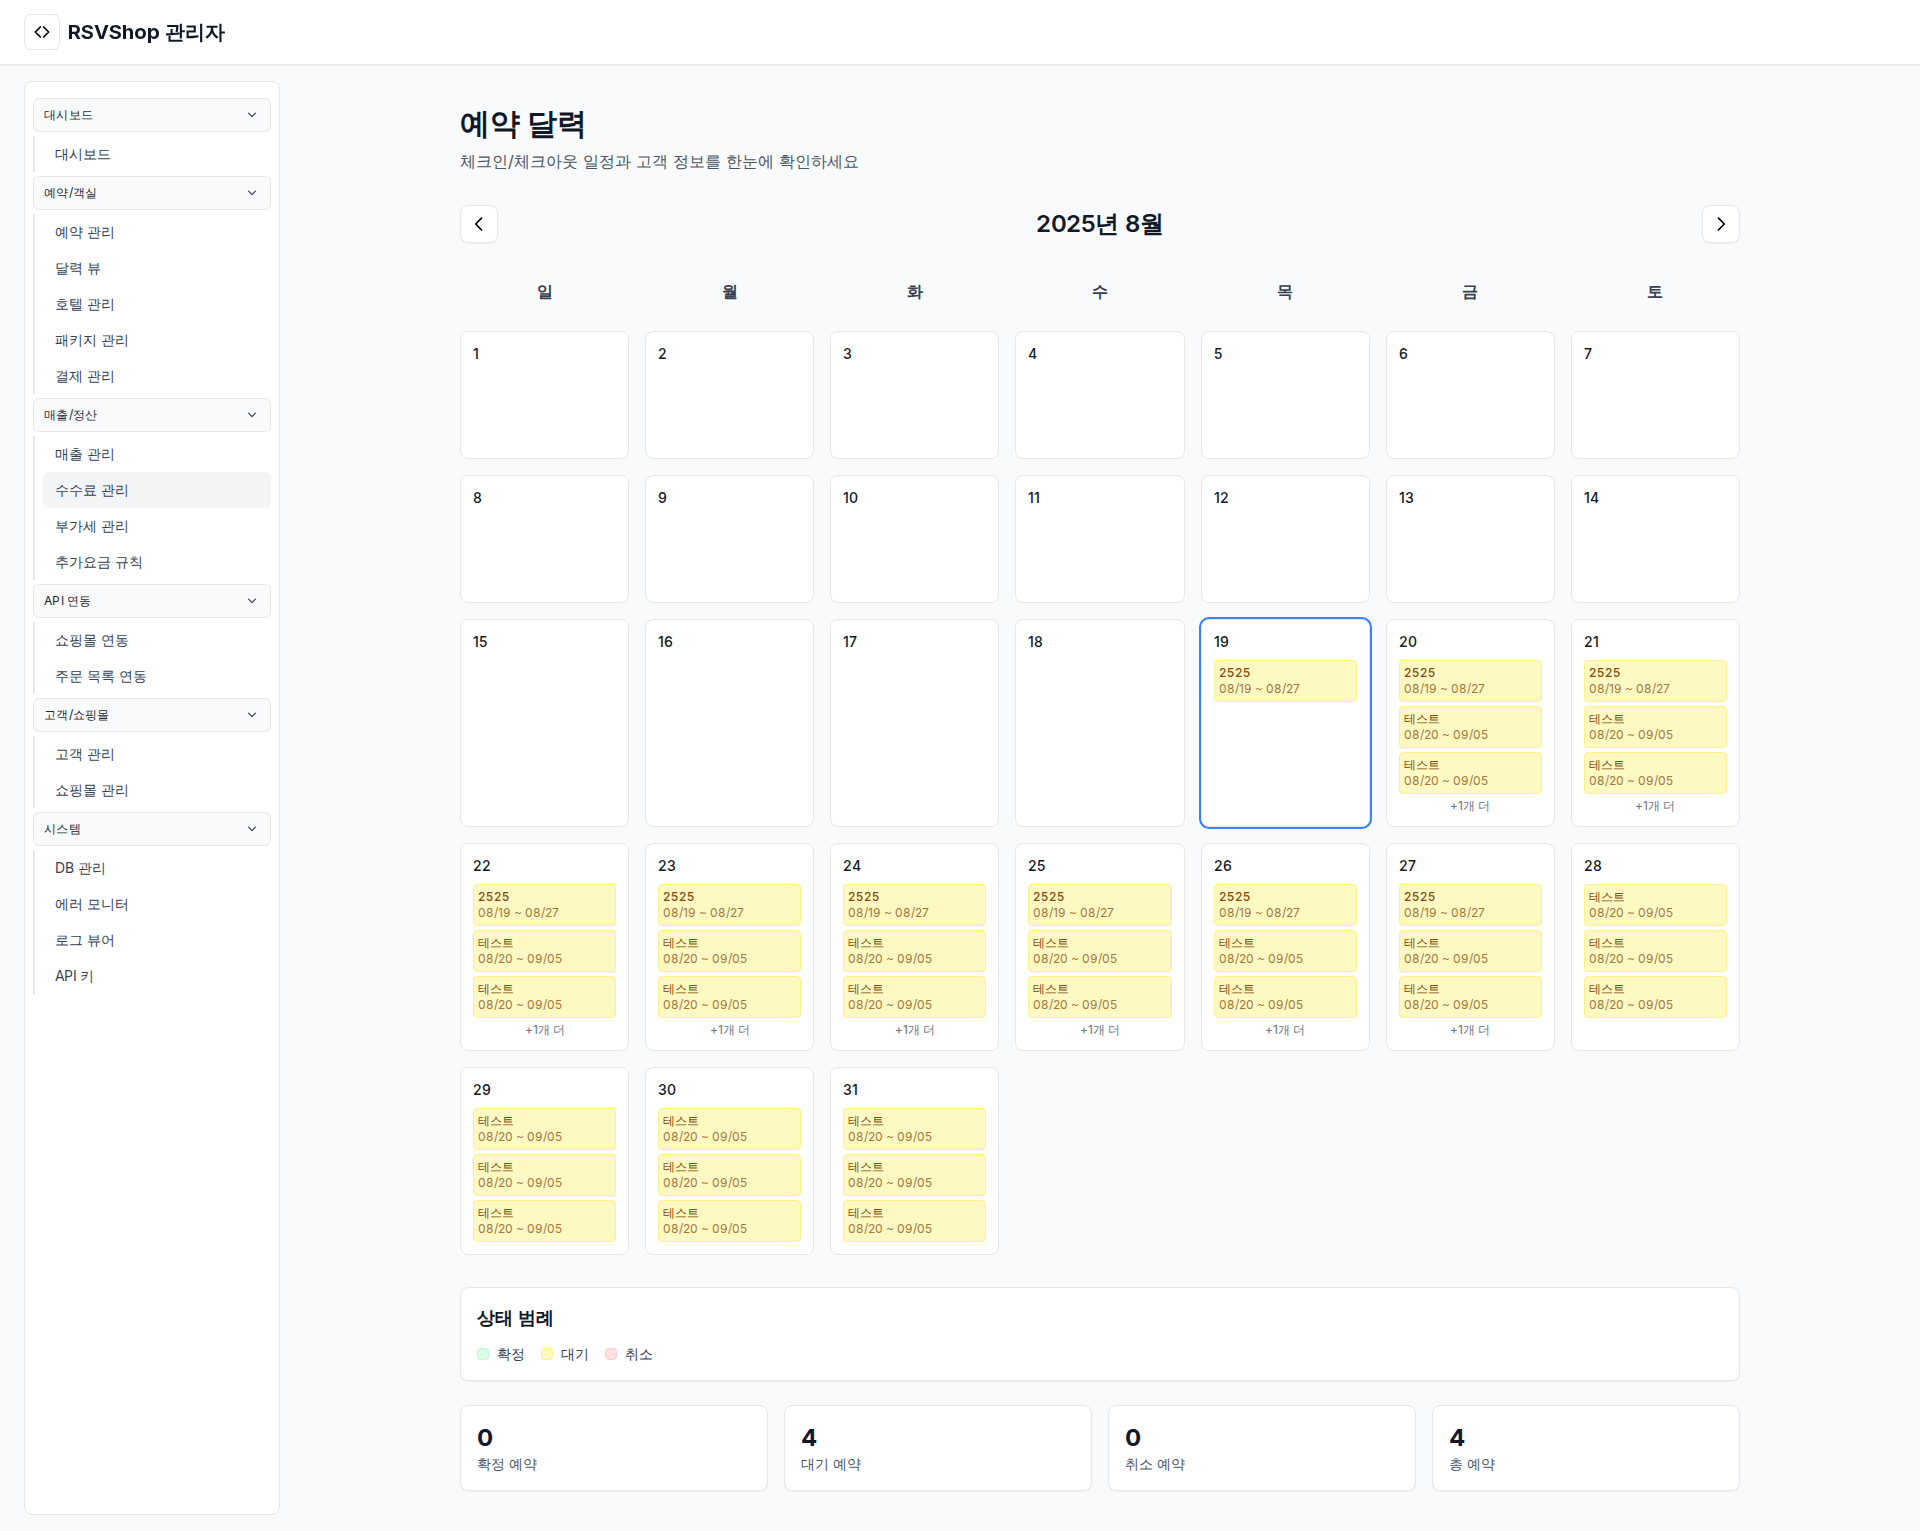 RSVShop 관리자
대시보드
대시보드
예약/객실
예약 관리
달력 뷰
호텔 관리
패키지 관리
결제 관리
매출/정산
매출 관리
수수료 관리
부가세 관리
추가요금 규칙
API 연동
쇼핑몰 연동
주문 목록 연동
고객/쇼핑몰
고객 관리
쇼핑몰 관리
시스템
DB 관리
에러 모니터
로그 뷰어
API 키
예약 달력
체크인/체크아웃 일정과 고객 정보를 한눈에 확인하세요
2025년 8월
일 월 화 수 목 금 토
1 2 3 4 5 6 7
8 9 10 11 12 13 14
15 16 17 18 19 20 21
2525 2525 2525
08/19 ~ 08/27 08/19 ~ 08/27 08/19 ~ 08/27
테스트 테스트
08/20 ~ 09/05 08/20 ~ 09/05
테스트 테스트
08/20 ~ 09/05 08/20 ~ 09/05
+1개 더 +1개 더
22 23 24 25 26 27 28
2525 2525 2525 2525 2525 2525 테스트
08/19 ~ 08/27 08/19 ~ 08/27 08/19 ~ 08/27 08/19 ~ 08/27 08/19 ~ 08/27 08/19 ~ 08/27 08/20 ~ 09/05
테스트 테스트 테스트 테스트 테스트 테스트 테스트
08/20 ~ 09/05 08/20 ~ 09/05 08/20 ~ 09/05 08/20 ~ 09/05 08/20 ~ 09/05 08/20 ~ 09/05 08/20 ~ 09/05
테스트 테스트 테스트 테스트 테스트 테스트 테스트
08/20 ~ 09/05 08/20 ~ 09/05 08/20 ~ 09/05 08/20 ~ 09/05 08/20 ~ 09/05 08/20 ~ 09/05 08/20 ~ 09/05
+1개 더 +1개 더 +1개 더 +1개 더 +1개 더 +1개 더
29 30 31
테스트 테스트 테스트
08/20 ~ 09/05 08/20 ~ 09/05 08/20 ~ 09/05
테스트 테스트 테스트
08/20 ~ 09/05 08/20 ~ 09/05 08/20 ~ 09/05
테스트 테스트 테스트
08/20 ~ 09/05 08/20 ~ 09/05 08/20 ~ 09/05
상태 범례
확정 대기 취소
0 4 0 4
확정 예약 대기 예약 취소 예약 총 예약